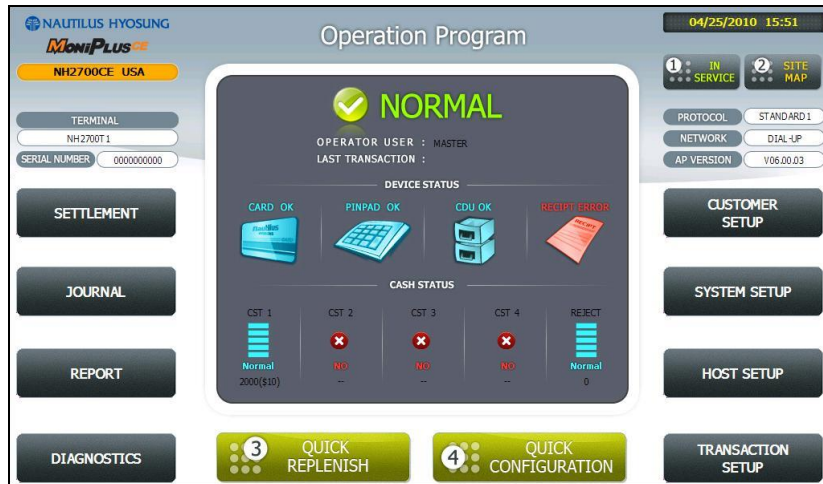 NAUTILUS HYOSUNG
MoniPlusCE
NH2700CE USA
Operation Program
04/25/2010 15:51
1 IN SERVICE
2 SITE MAP
TERMINAL
NH2700T1
SERIAL NUMBER 0000000000
PROTOCOL STANDARD1
NETWORK DIAL-UP
AP VERSION V06.00.03
NORMAL
OPERATOR USER : MASTER
LAST TRANSACTION :
DEVICE STATUS
CARD OK
PINPAD OK
CDU OK
RECIPT ERROR
Nautilus
HYOSUNG
RECIPT
CASH STATUS
CST 1
CST 2
CST 3
CST 4
REJECT
Normal
NO
NO
NO
Normal
2000($10)
--
--
--
0
SETTLEMENT
JOURNAL
REPORT
DIAGNOSTICS
3 QUICK
REPLENISH
4 QUICK
CONFIGURATION
CUSTOMER
SETUP
SYSTEM SETUP
HOST SETUP
TRANSACTION
SETUP